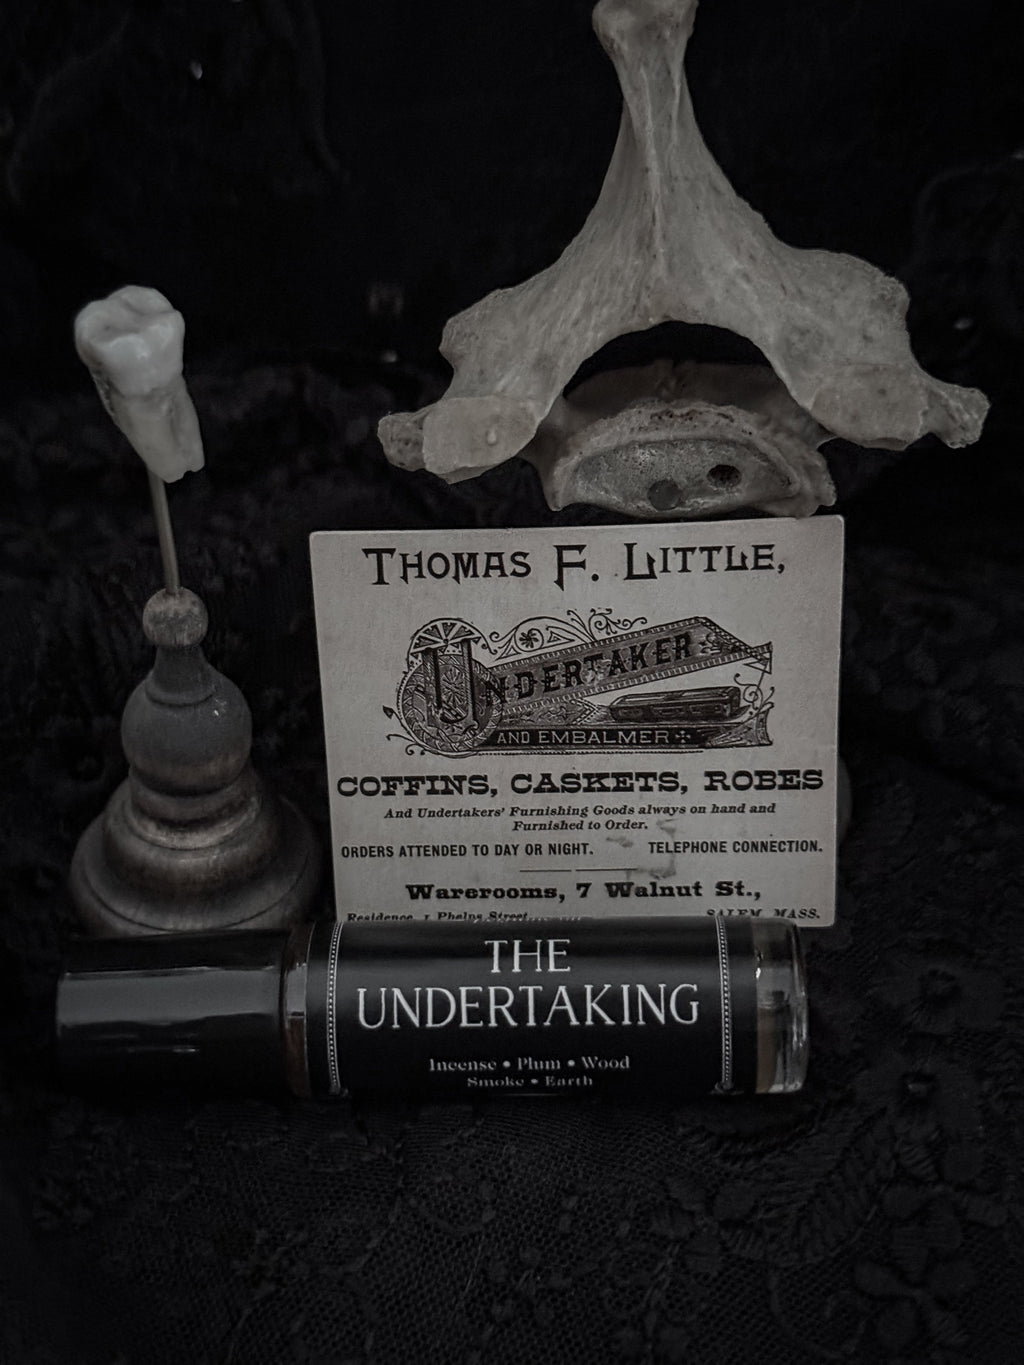 THOMAS F. LITTLE,
UNDERTAKER
AND EMBALMER
COFFINS, CASKETS, ROBES
And Undertakers' Furnishing Goods always on hand and
Furnished to Order.
ORDERS ATTENDED TO DAY OR NIGHT. TELEPHONE CONNECTION.
Warerooms, 7 Walnut St.,
Residence, 1 Phelps Street SALEM, MASS.
THE
UNDERTAKING
Incense • Plum • Wood
Smoke • Earth